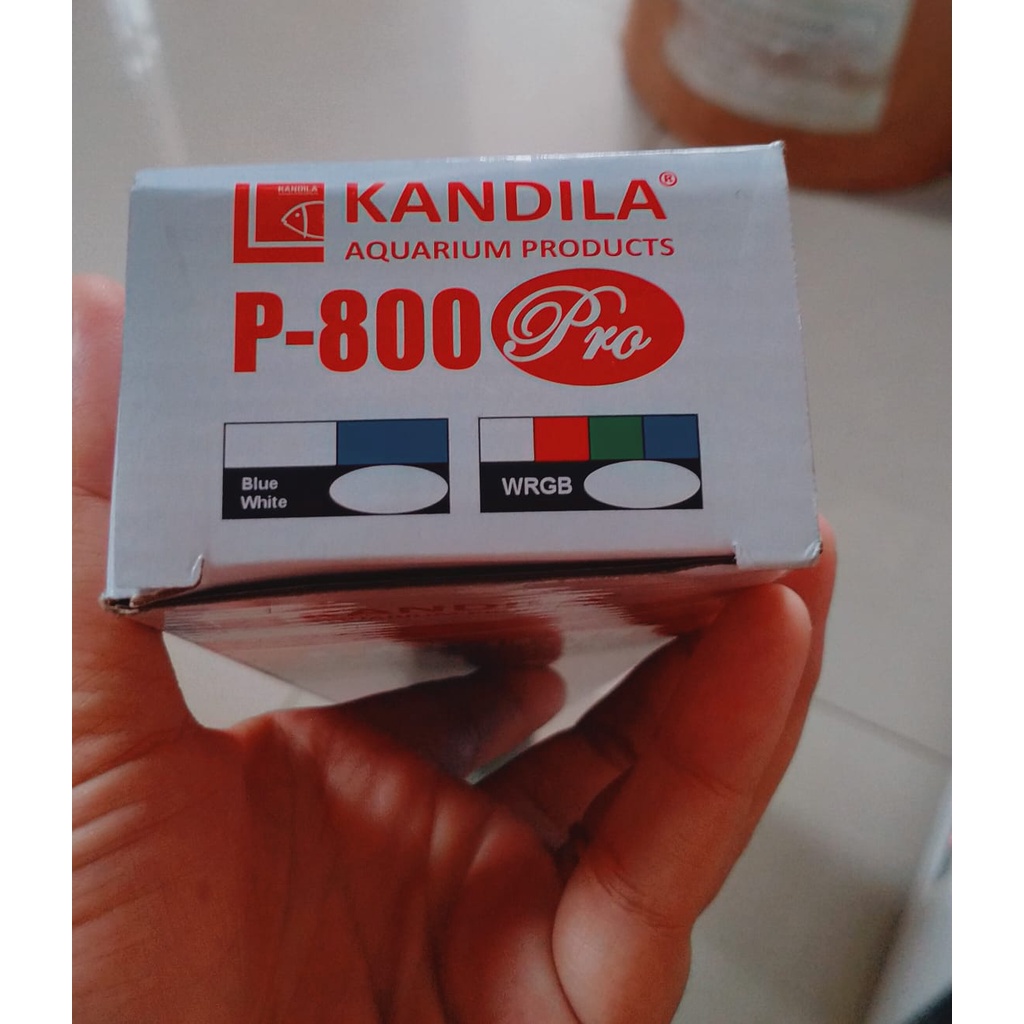 KANDILA
KANDILA®
AQUARIUM PRODUCTS
P-800 Pro
Blue
White
WRGB